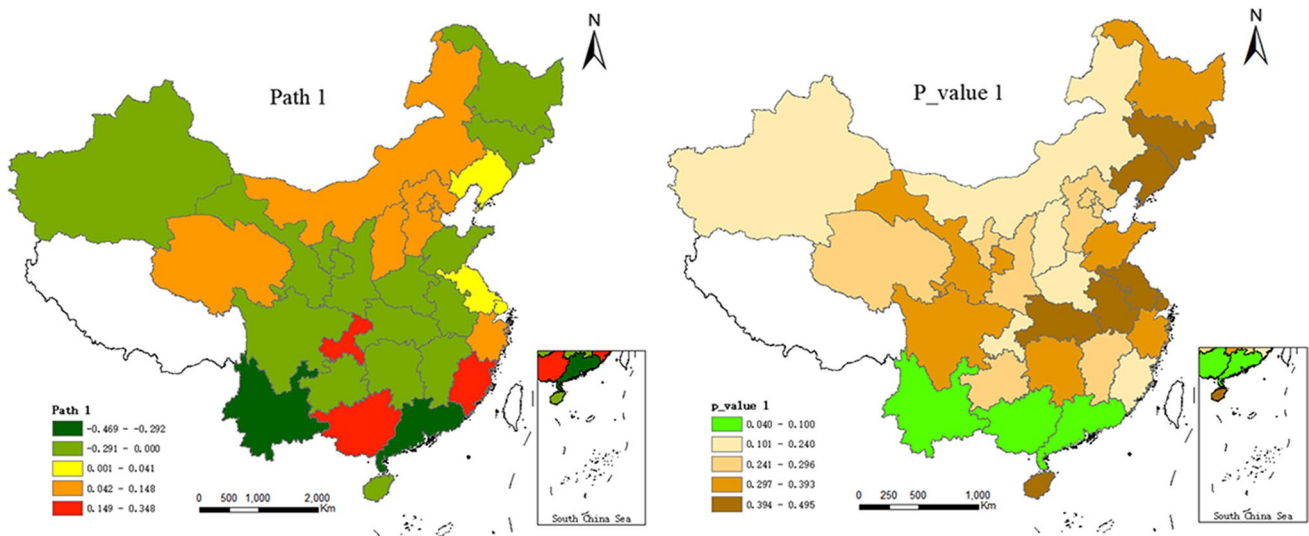 N
Path 1
Path 1
-0.469 - -0.292
-0.291 - 0.000
0.001 - 0.041
0.042 - 0.148
0.149 - 0.348
0 500 1,000 2,000
Km
South China Sea
N
P_value 1
p_value 1
0.040 - 0.100
0.101 - 0.240
0.241 - 0.296
0.297 - 0.393
0.394 - 0.495
0 250 500 1,000
Km
South China Sea